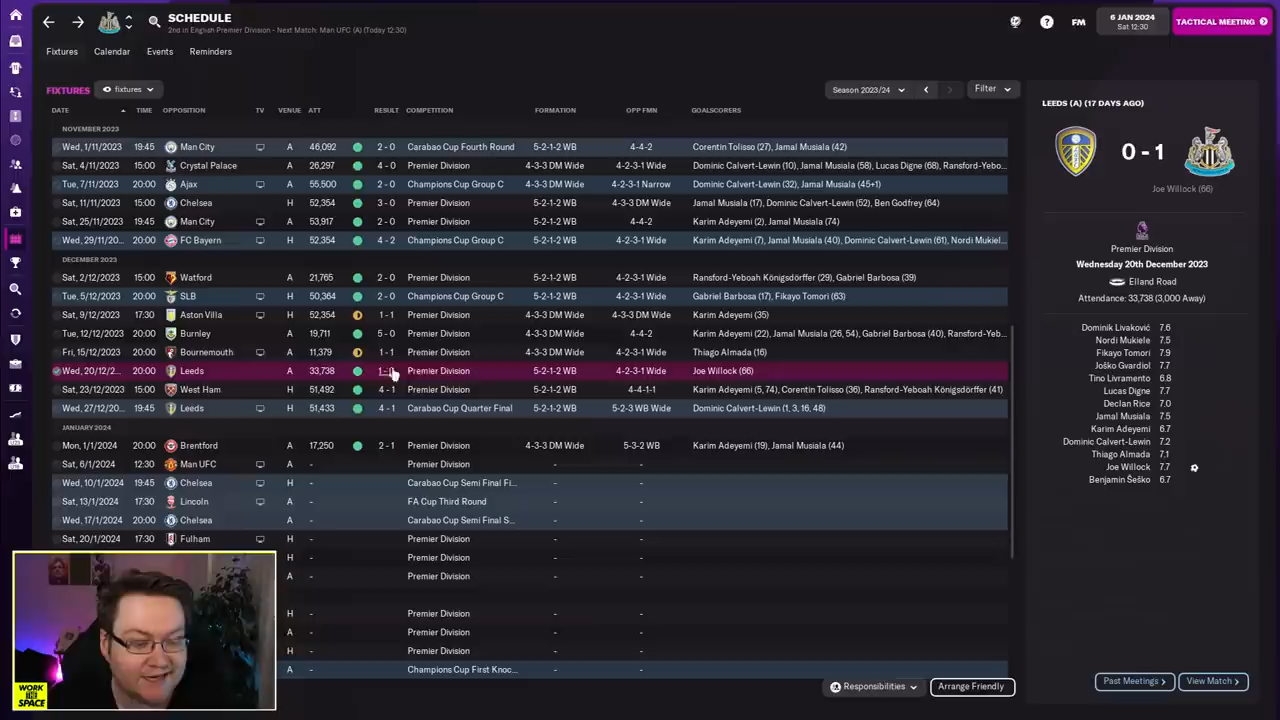 SCHEDULE
2nd in English Premier Division - Next Match: Man UFC (A) (Today 12:30)
FM
6 JAN 2024
Sat 12:30
TACTICAL MEETING
Fixtures Calendar Events Reminders
FIXTURES fixtures Season 2023/24 Filter
DATE TIME OPPOSITION TV VENUE ATT RESULT COMPETITION FORMATION OPP FMN GOALSCORERS
NOVEMBER 2023
Wed, 1/11/2023 19:45 Man City A 46,092 2 - 0 Carabao Cup Fourth Round 5-2-1-2 WB 4-4-2 Corentin Tolisso (27), Jamal Musiala (42)
Sat, 4/11/2023 15:00 Crystal Palace A 26,297 4 - 0 Premier Division 4-3-3 DM Wide 4-2-3-1 Wide Dominic Calvert-Lewin (10), Jamal Musiala (58), Lucas Digne (68), Ransford-Yebo...
Tue, 7/11/2023 20:00 Ajax A 55,500 2 - 0 Champions Cup Group C 4-3-3 DM Wide 4-2-3-1 Narrow Dominic Calvert-Lewin (32), Jamal Musiala (45+1)
Sat, 11/11/2023 15:00 Chelsea H 52,354 3 - 0 Premier Division 4-3-3 DM Wide 4-3-3 DM Wide Jamal Musiala (17), Dominic Calvert-Lewin (52), Ben Godfrey (64)
Sat, 25/11/2023 19:45 Man City A 53,917 2 - 0 Premier Division 5-2-1-2 WB 4-4-2 Karim Adeyemi (2), Jamal Musiala (74)
Wed, 29/11/20... 20:00 FC Bayern H 52,354 4 - 2 Champions Cup Group C 5-2-1-2 WB 4-2-3-1 Wide Karim Adeyemi (7), Jamal Musiala (40), Dominic Calvert-Lewin (61), Nordi Mukiel...
DECEMBER 2023
Sat, 2/12/2023 15:00 Watford A 21,765 2 - 0 Premier Division 5-2-1-2 WB 4-2-3-1 Wide Ransford-Yeboah Königsdörffer (29), Gabriel Barbosa (39)
Tue, 5/12/2023 20:00 SLB H 50,364 2 - 0 Champions Cup Group C 5-2-1-2 WB 4-2-3-1 Wide Gabriel Barbosa (17), Fikayo Tomori (63)
Sat, 9/12/2023 17:30 Aston Villa H 52,354 1 - 1 Premier Division 5-2-1-2 WB 4-3-3 DM Wide Karim Adeyemi (35)
Tue, 12/12/2023 20:00 Burnley A 19,711 5 - 0 Premier Division 4-3-3 DM Wide 4-4-2 Karim Adeyemi (22), Jamal Musiala (26, 54), Gabriel Barbosa (40), Ransford-Yeb...
Fri, 15/12/2023 20:00 Bournemouth A 11,379 1 - 1 Premier Division 4-3-3 DM Wide 4-2-3-1 Wide Thiago Almada (16)
Wed, 20/12/2... 20:00 Leeds A 33,738 1 - Premier Division 5-2-1-2 WB 4-2-3-1 Wide Joe Willock (66)
Sat, 23/12/2023 15:00 West Ham H 51,492 4 - 1 Premier Division 5-2-1-2 WB 4-4-1-1 Karim Adeyemi (5, 74), Corentin Tolisso (36), Ransford-Yeboah Königsdörffer (41)
Wed, 27/12/20... 19:45 Leeds H 51,433 4 - 1 Carabao Cup Quarter Final 5-2-1-2 WB 5-2-3 WB Wide Dominic Calvert-Lewin (1, 3, 16, 48)
JANUARY 2024
Mon, 1/1/2024 20:00 Brentford A 17,250 2 - 1 Premier Division 4-3-3 DM Wide 5-3-2 WB Karim Adeyemi (19), Jamal Musiala (44)
Sat, 6/1/2024 12:30 Man UFC A - - Premier Division - -
Wed, 10/1/2024 19:45 Chelsea H - - Carabao Cup Semi Final Fi... - -
Sat, 13/1/2024 17:30 Lincoln A - - FA Cup Third Round - -
Wed, 17/1/2024 20:00 Chelsea A - - Carabao Cup Semi Final S... - -
Sat, 20/1/2024 17:30 Fulham H - - Premier Division - -
H - - Premier Division - -
A - - Premier Division - -
H - - Premier Division - -
A - - Premier Division - -
H - - Premier Division - -
A - - Champions Cup First Knoc... - -
Responsibilities Arrange Friendly
LEEDS (A) (17 DAYS AGO)
0 - 1
Joe Willock (66)
Premier Division
Wednesday 20th December 2023
Elland Road
Attendance: 33,738 (3,000 Away)
Dominik Livaković 7.6
Nordi Mukiele 7.5
Fikayo Tomori 7.9
Joško Gvardiol 7.7
Tino Livramento 6.8
Lucas Digne 7.7
Declan Rice 7.0
Jamal Musiala 7.5
Karim Adeyemi 6.7
Dominic Calvert-Lewin 7.2
Thiago Almada 7.1
Joe Willock 7.7
Benjamin Šeško 6.7
Past Meetings > View Match >
WORK
THE
SPACE